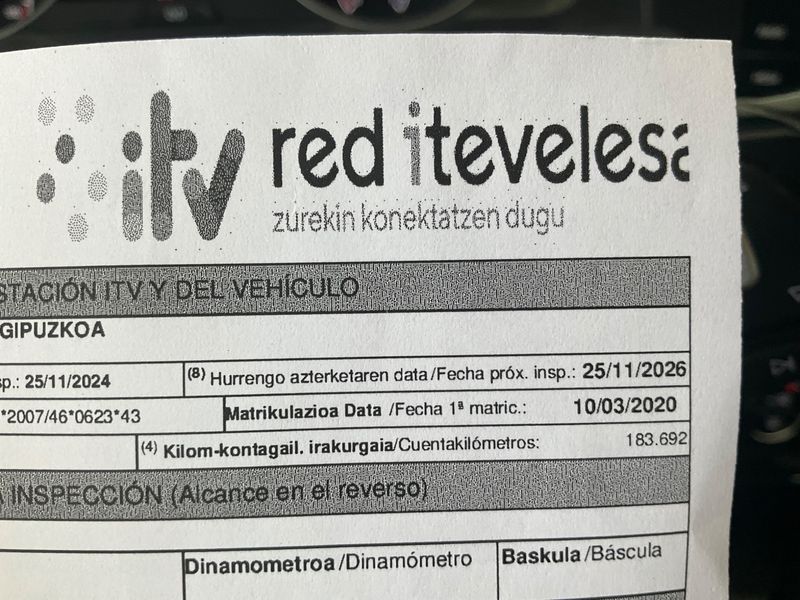 itv red itevelesa
zurekin konektatzen dugu
STACIÓN ITV Y DEL VEHÍCULO
GIPUZKOA
sp.: 25/11/2024 (8) Hurrengo azterketaren data/Fecha próx. insp.: 25/11/2026
*2007/46*0623*43 Matrikulazioa Data /Fecha 1ª matric.: 10/03/2020
(4) Kilom-kontagail. irakurgaia/Cuentakilómetros: 183.692
A INSPECCIÓN (Alcance en el reverso)
Dinamometroa/Dinamómetro Baskula/Báscula